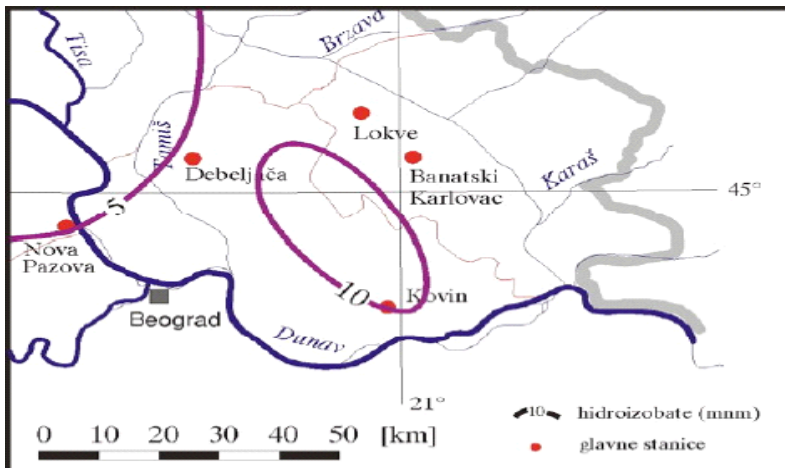 Tisa
Brzava
Tamiš
Lokve
Debeljača
Banatski
Karlovac
Karaš
45°
5
Nova
Pazova
10
Kovin
Beograd
Dunav
21°
10 hidroizobate (mnm)
0 10 20 30 40 50 [km]
glavne stanice